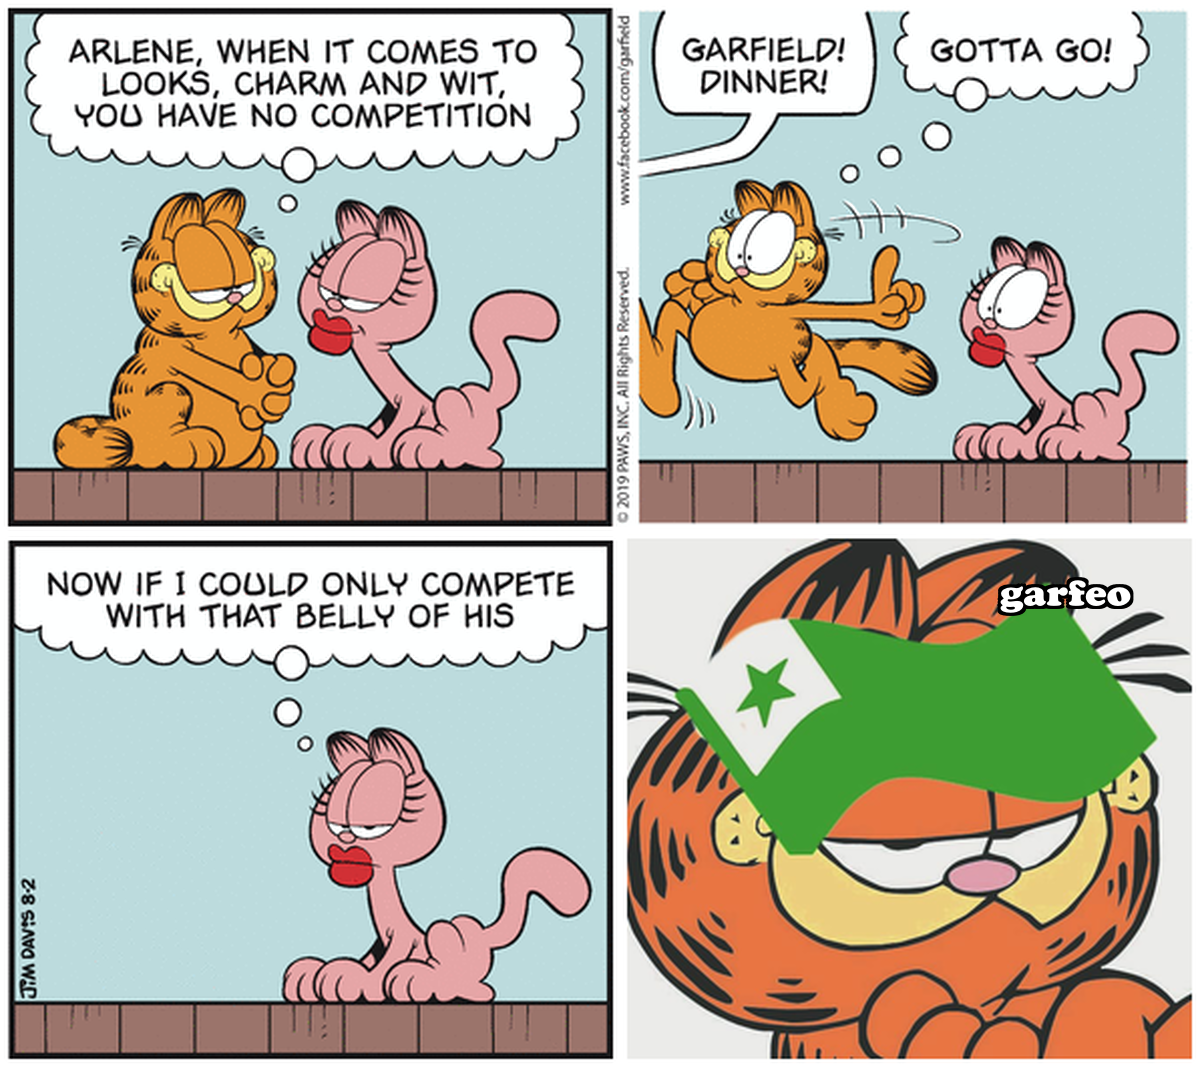 ARLENE, WHEN IT COMES TO
LOOKS, CHARM AND WIT,
YOU HAVE NO COMPETITION
© 2019 PAWS, INC. All Rights Reserved.
www.facebook.com/garfield
GARFIELD!
DINNER!
GOTTA GO!
NOW IF I COULD ONLY COMPETE
WITH THAT BELLY OF HIS
JIM DAVIS 8-2
garfeo